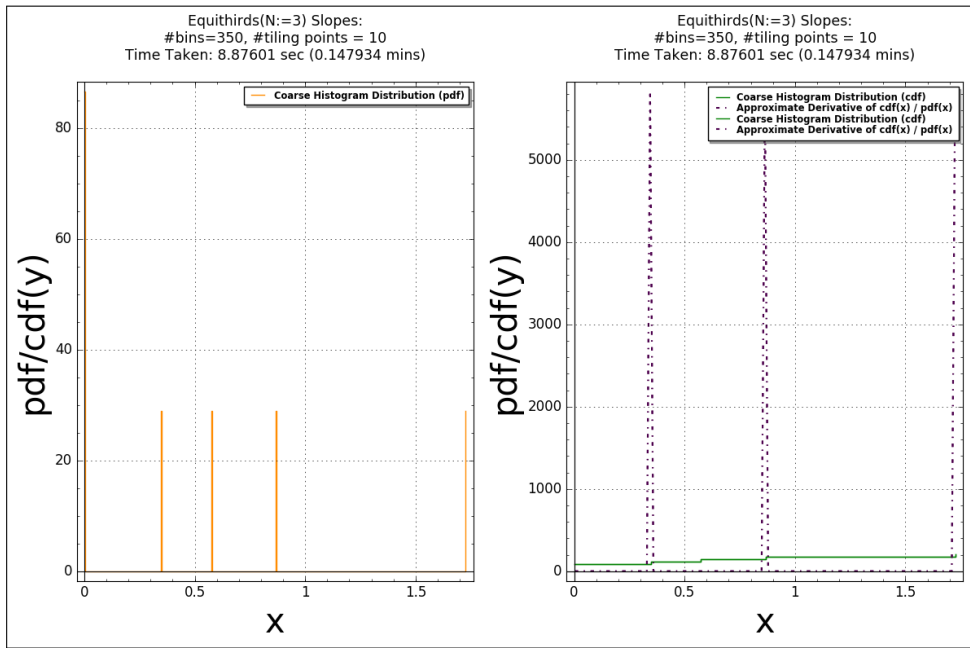 Equithirds(N:=3) Slopes:
#bins=350, #tiling points = 10
Time Taken: 8.87601 sec (0.147934 mins)
Coarse Histogram Distribution (pdf)
80
60
40
20
0
0
0.5
1
1.5
pdf/cdf(y)
x
Equithirds(N:=3) Slopes:
#bins=350, #tiling points = 10
Time Taken: 8.87601 sec (0.147934 mins)
Coarse Histogram Distribution (cdf)
Approximate Derivative of cdf(x) / pdf(x)
Coarse Histogram Distribution (cdf)
Approximate Derivative of cdf(x) / pdf(x)
5000
4000
3000
2000
1000
0
0
0.5
1
1.5
pdf/cdf(y)
x